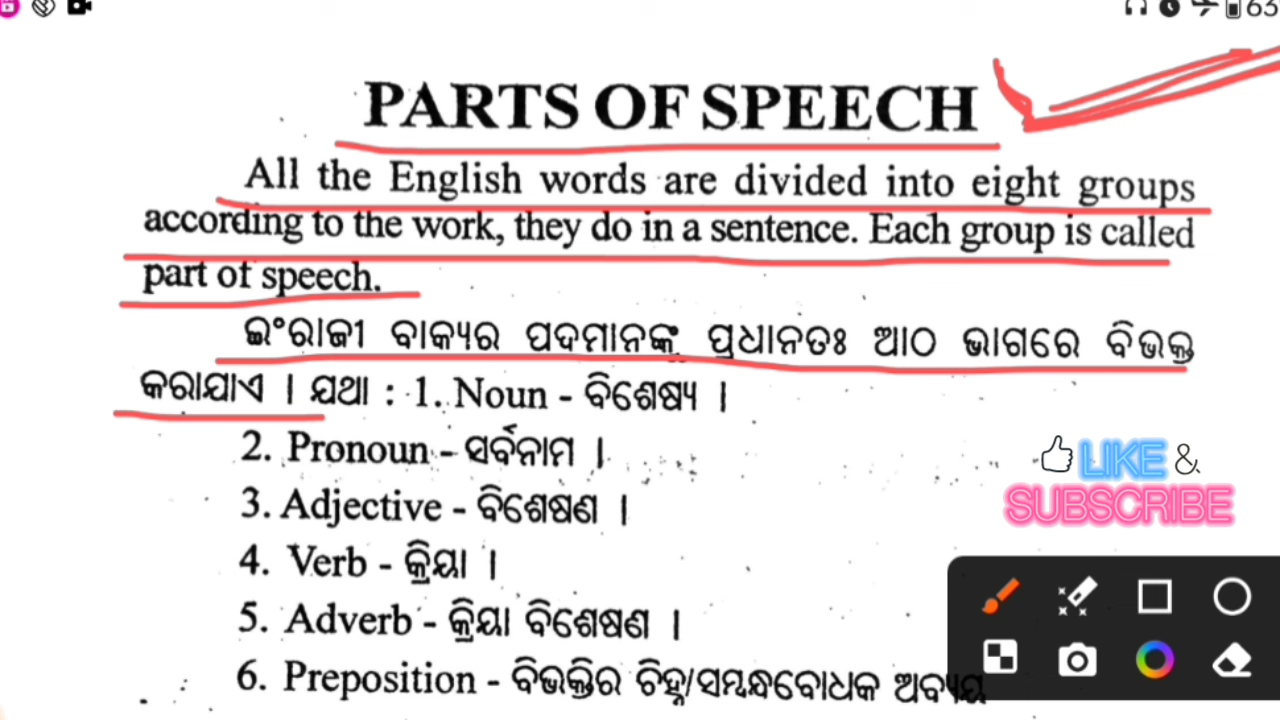 63
PARTS OF SPEECH
All the English words are divided into eight groups
according to the work, they do in a sentence. Each group is called
part of speech.
ଇଂରାଜୀ ବାକ୍ୟର ପଦମାନଙ୍କୁ ପ୍ରଧାନତଃ ଆଠ ଭାଗରେ ବିଭକ୍ତ
କରାଯାଏ । ଯଥା : 1. Noun - ବିଶେଷ୍ୟ ।
2. Pronoun - ସର୍ବନାମ ।
3. Adjective - ବିଶେଷଣ ।
4. Verb - କ୍ରିୟା ।
5. Adverb - କ୍ରିୟା ବିଶେଷଣ ।
6. Preposition - ବିଭକ୍ତିର ଚିହ୍ନ/ସମ୍ବନ୍ଧବୋଧକ ଅବ୍ୟୟ
LIKE &
SUBSCRIBE